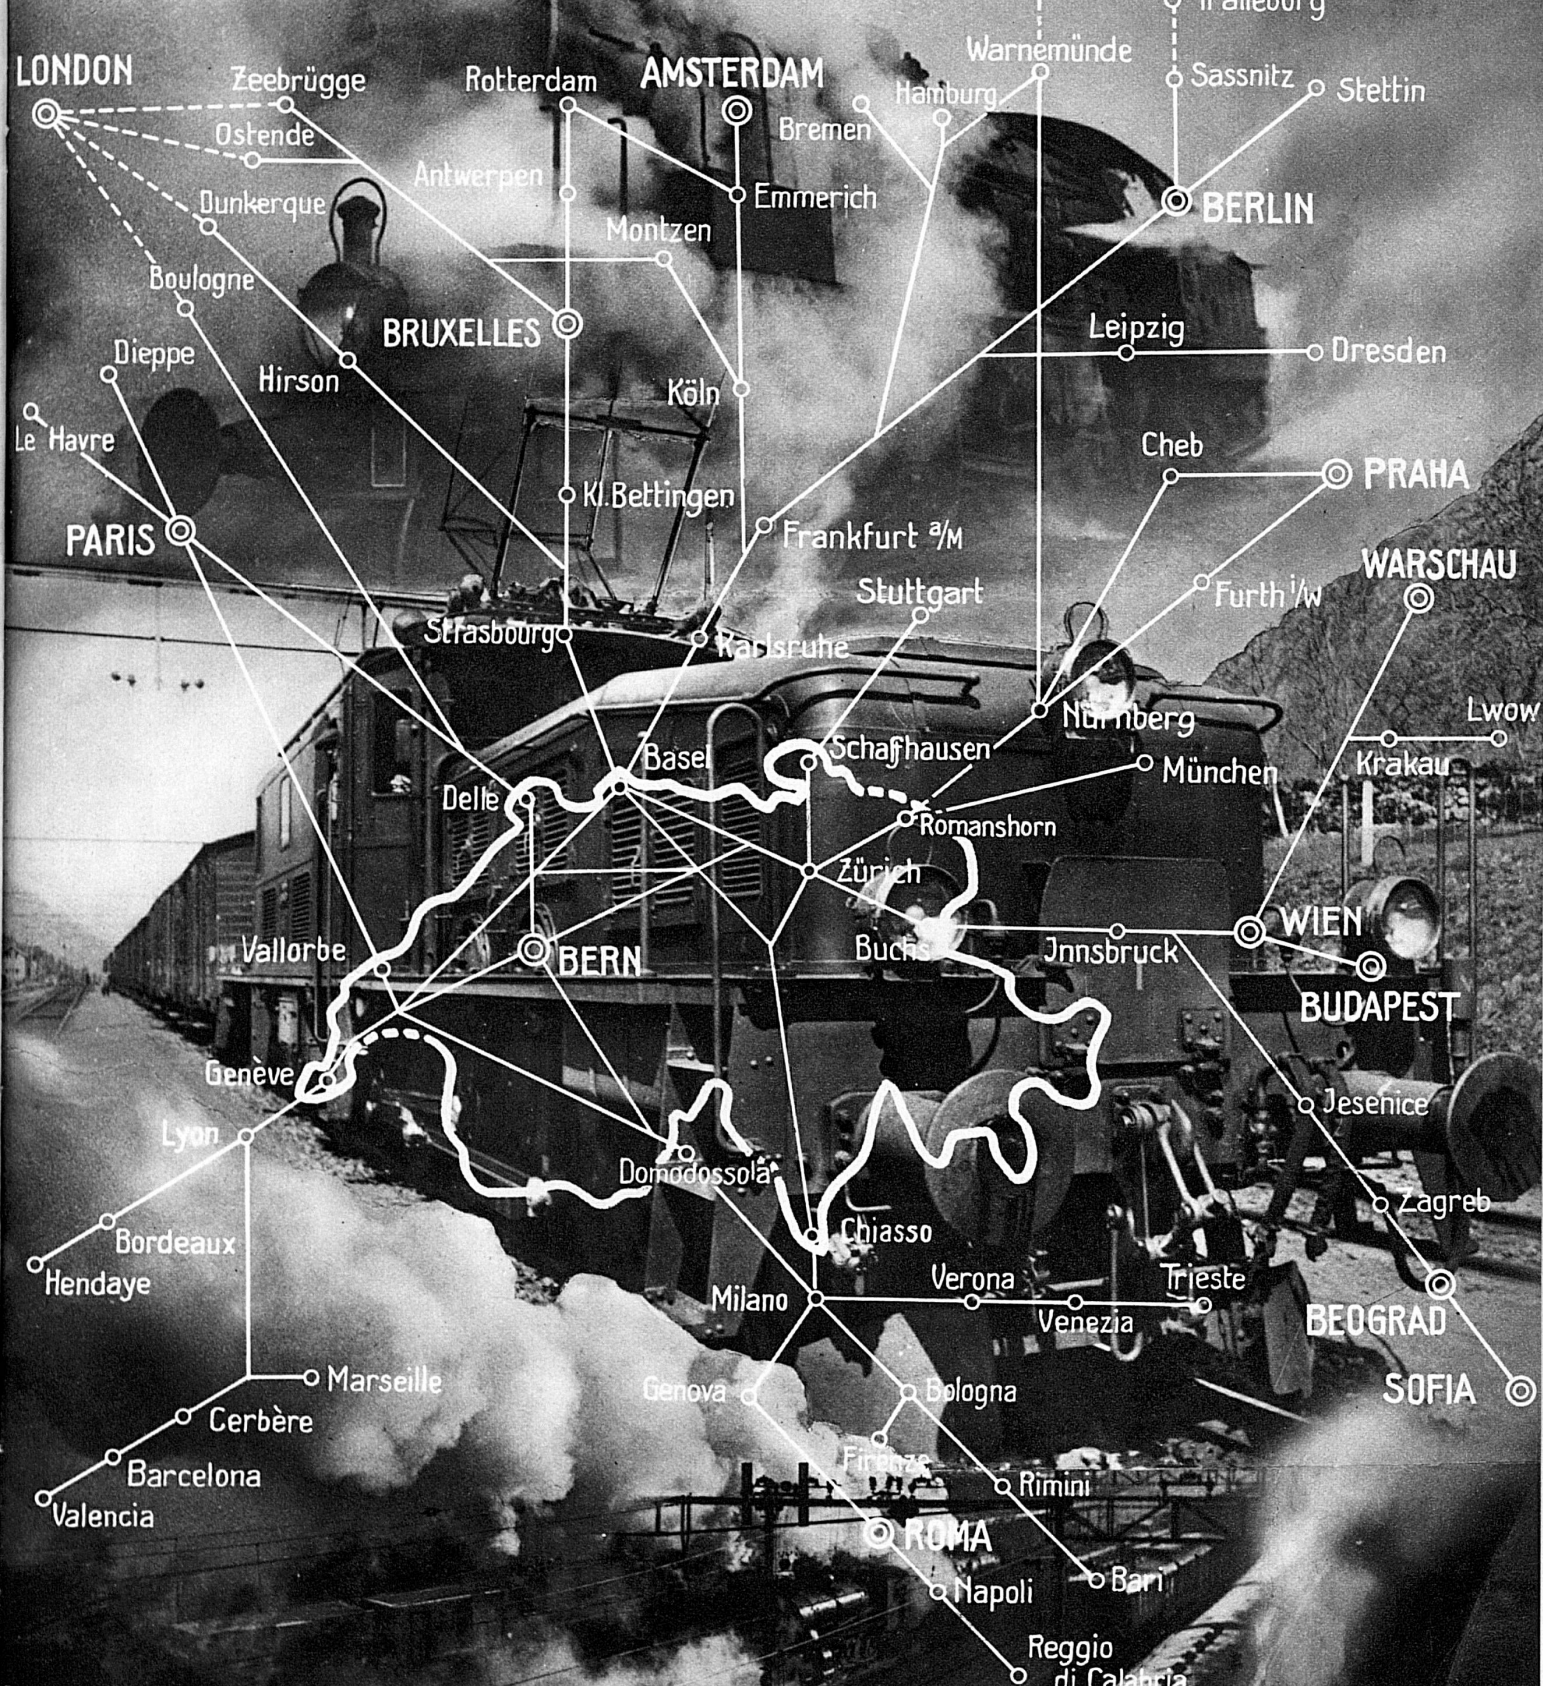 Warnemünde
LONDON
Zeebrügge
Rotterdam
AMSTERDAM
Hamburg
Sassnitz
Stettin
Ostende
Bremen
Antwerpen
Emmerich
Dunkerque
BERLIN
Montzen
Boulogne
BRUXELLES
Leipzig
Dresden
Dieppe
Hirson
Köln
Le Havre
Cheb
PRAHA
Kl. Bettingen
PARIS
Frankfurt a/M
WARSCHAU
Stuttgart
Furth i/W
Strasbourg
Karlsruhe
Nürnberg
Lwow
Basel
Schaffhausen
Krakau
München
Delle
Romanshorn
Zürich
WIEN
Vallorbe
BERN
Buchs
Innsbruck
BUDAPEST
Genève
Jesenice
Lyon
Domodossola
Zagreb
Chiasso
Bordeaux
Hendaye
Verona
Trieste
Milano
Venezia
BEOGRAD
Marseille
Genova
Bologna
SOFIA
Cerbère
Firenze
Barcelona
Rimini
Valencia
ROMA
Bari
Napoli
Reggio
di Calabria